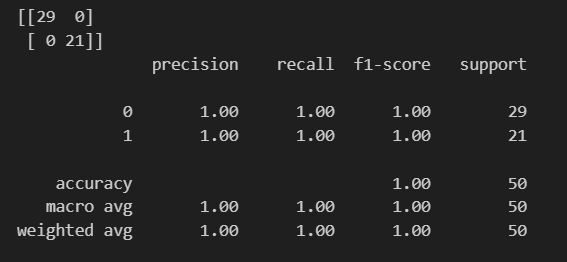 [[29  0]
 [ 0 21]]
              precision    recall  f1-score   support

           0       1.00      1.00      1.00        29
           1       1.00      1.00      1.00        21

    accuracy                           1.00        50
   macro avg       1.00      1.00      1.00        50
weighted avg       1.00      1.00      1.00        50